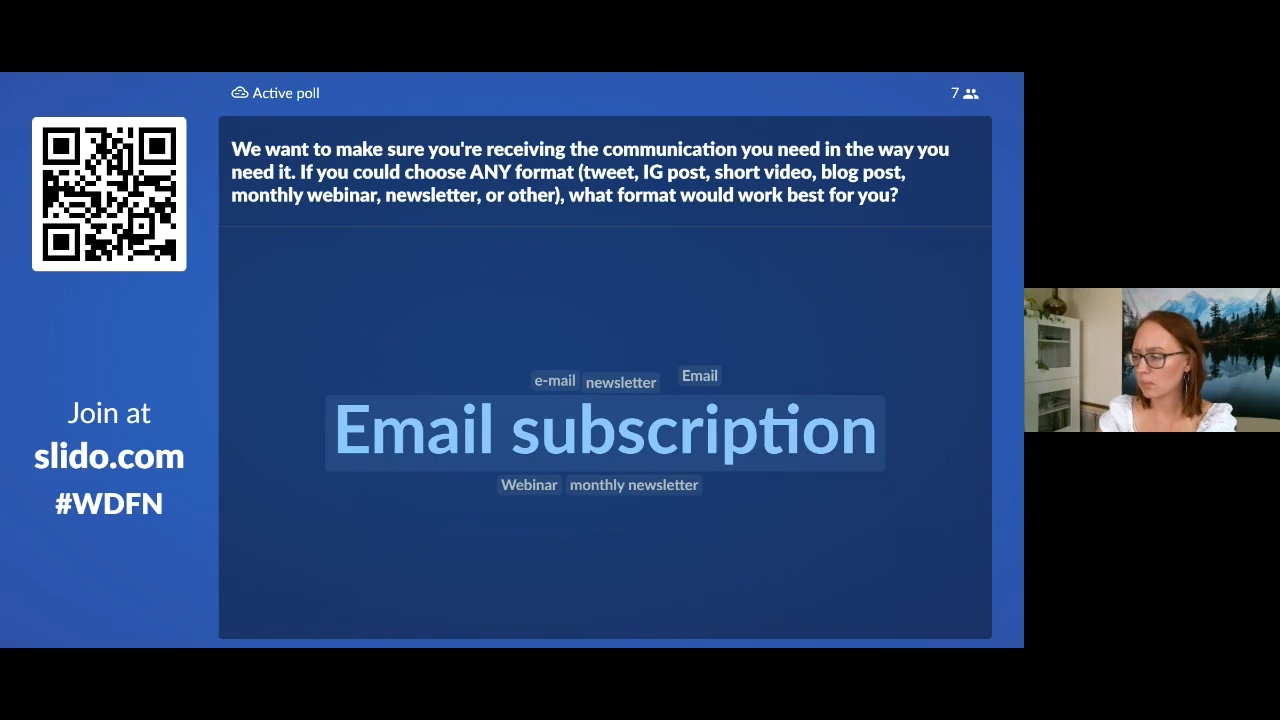 Active poll
7
We want to make sure you're receiving the communication you need in the way you
need it. If you could choose ANY format (tweet, IG post, short video, blog post,
monthly webinar, newsletter, or other), what format would work best for you?
e-mail newsletter Email
Email subscription
Webinar monthly newsletter
Join at
slido.com
#WDFN